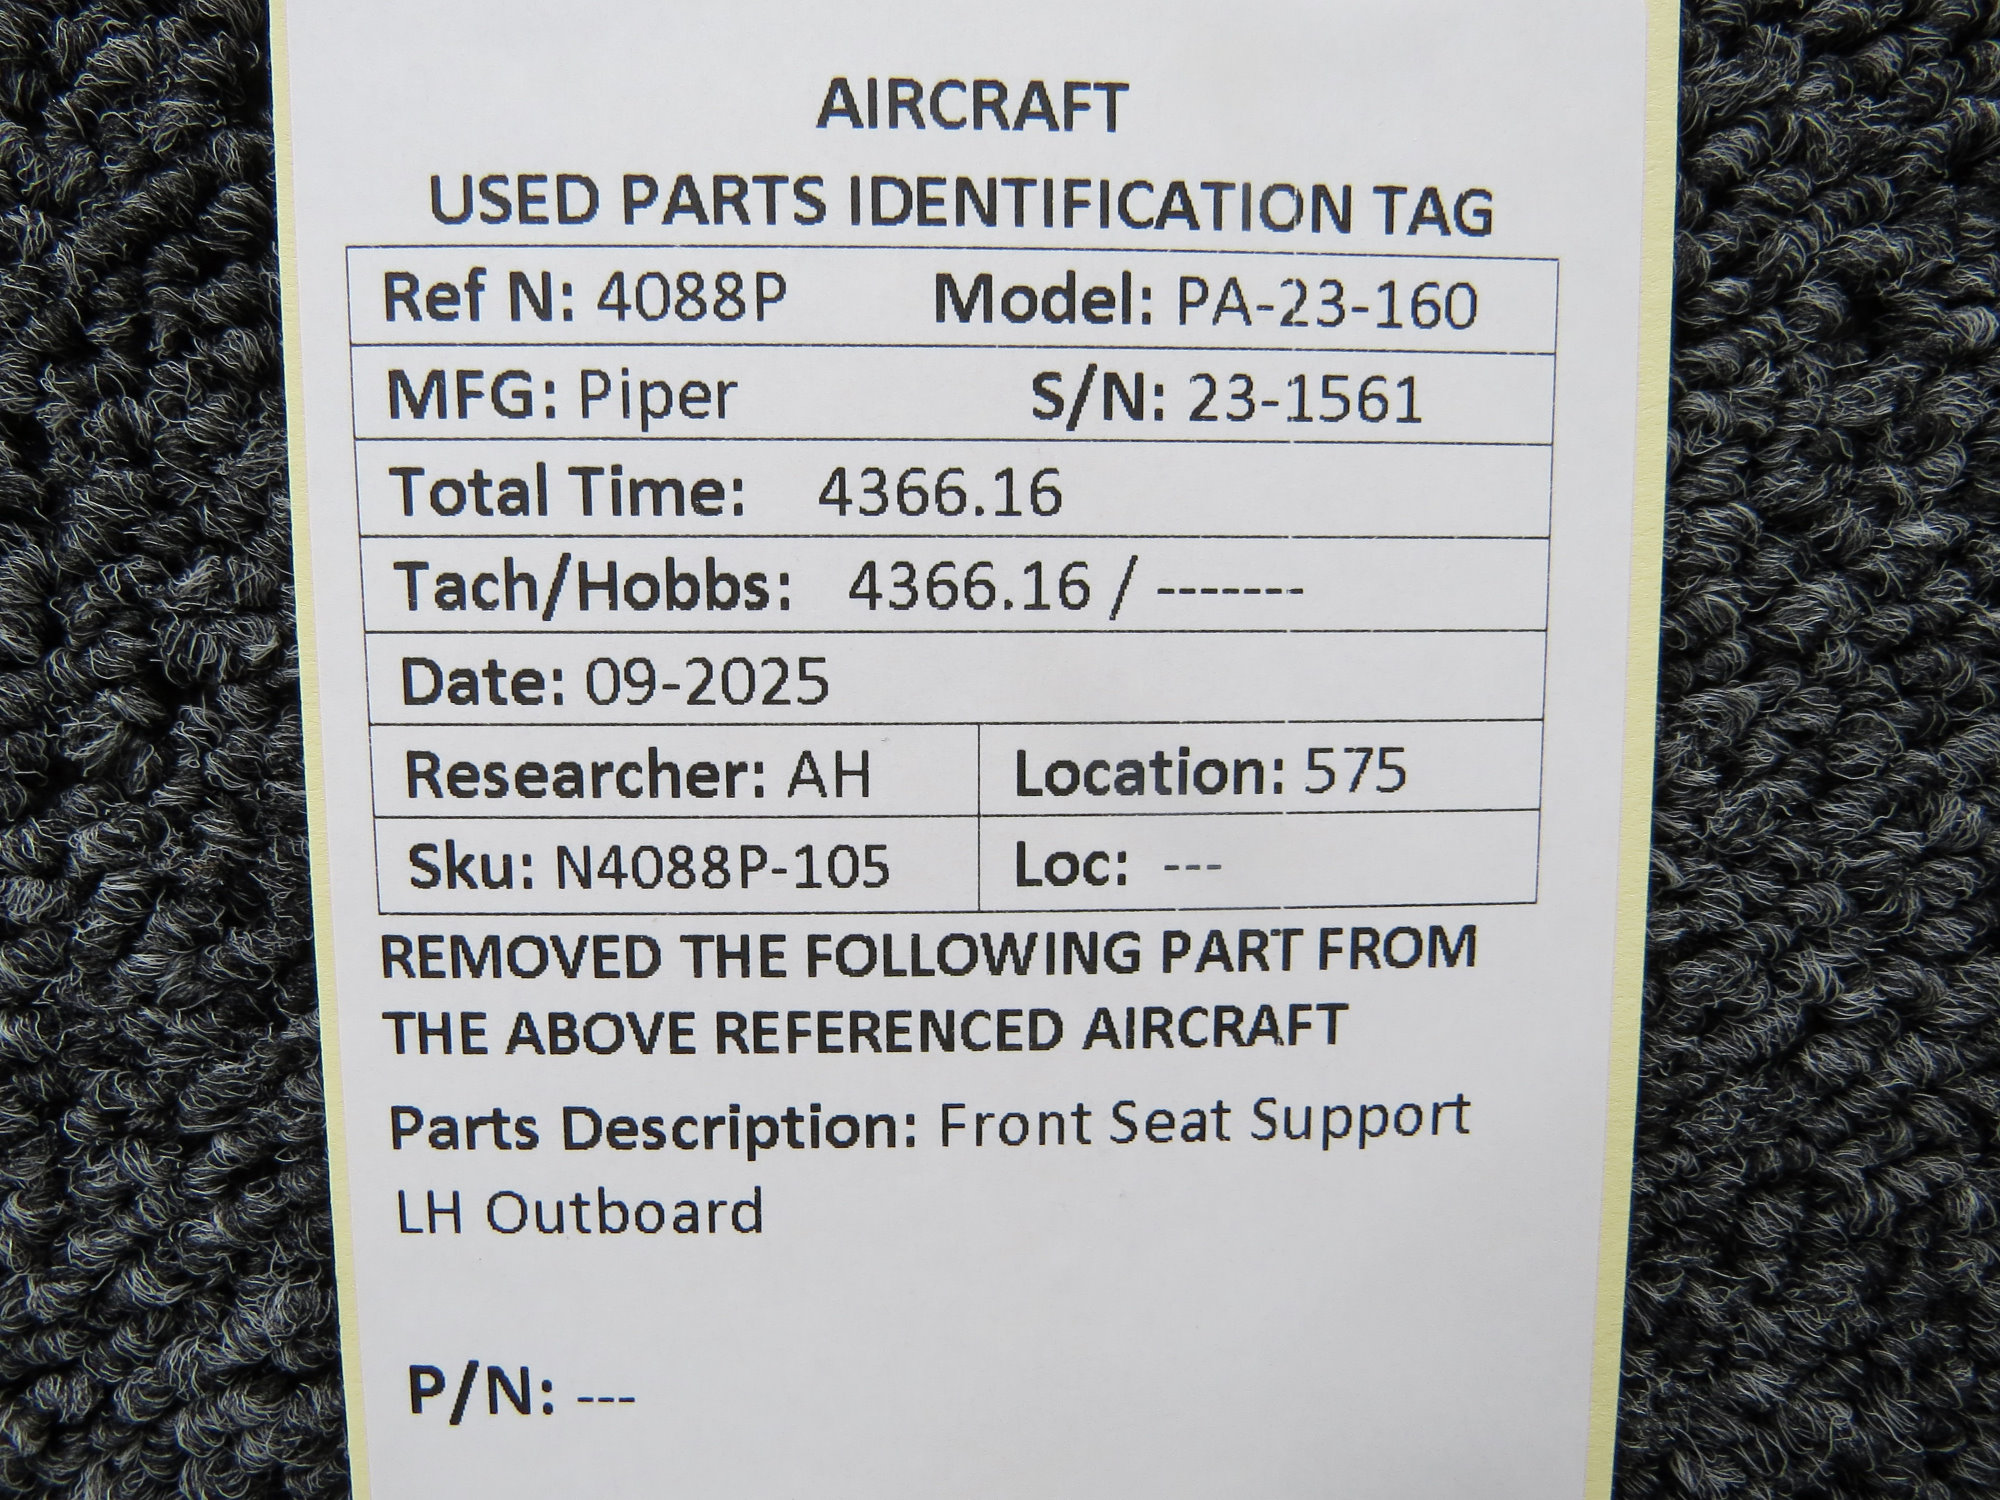 AIRCRAFT
USED PARTS IDENTIFICATION TAG
Ref N: 4088P Model: PA-23-160
MFG: Piper S/N: 23-1561
Total Time: 4366.16
Tach/Hobbs: 4366.16 / -------
Date: 09-2025
Researcher: AH Location: 575
Sku: N4088P-105 Loc: ---
REMOVED THE FOLLOWING PART FROM
THE ABOVE REFERENCED AIRCRAFT
Parts Description: Front Seat Support
LH Outboard
P/N: ---